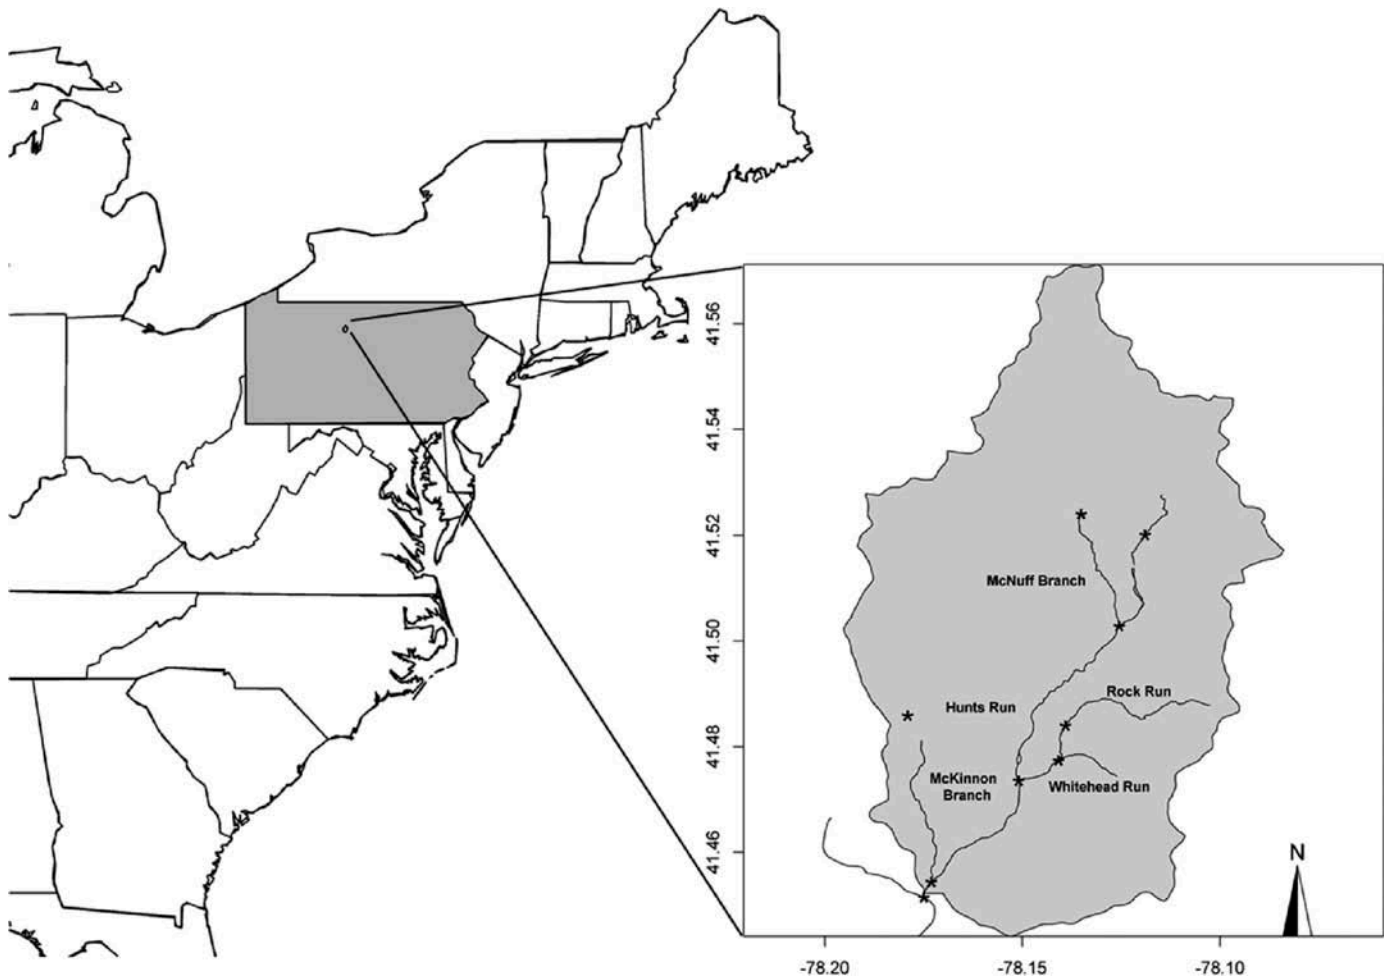 41.56
41.54
41.52
41.50
41.48
41.46
McNuff Branch
Rock Run
Hunts Run
McKinnon
Branch
Whitehead Run
N
-78.20
-78.15
-78.10